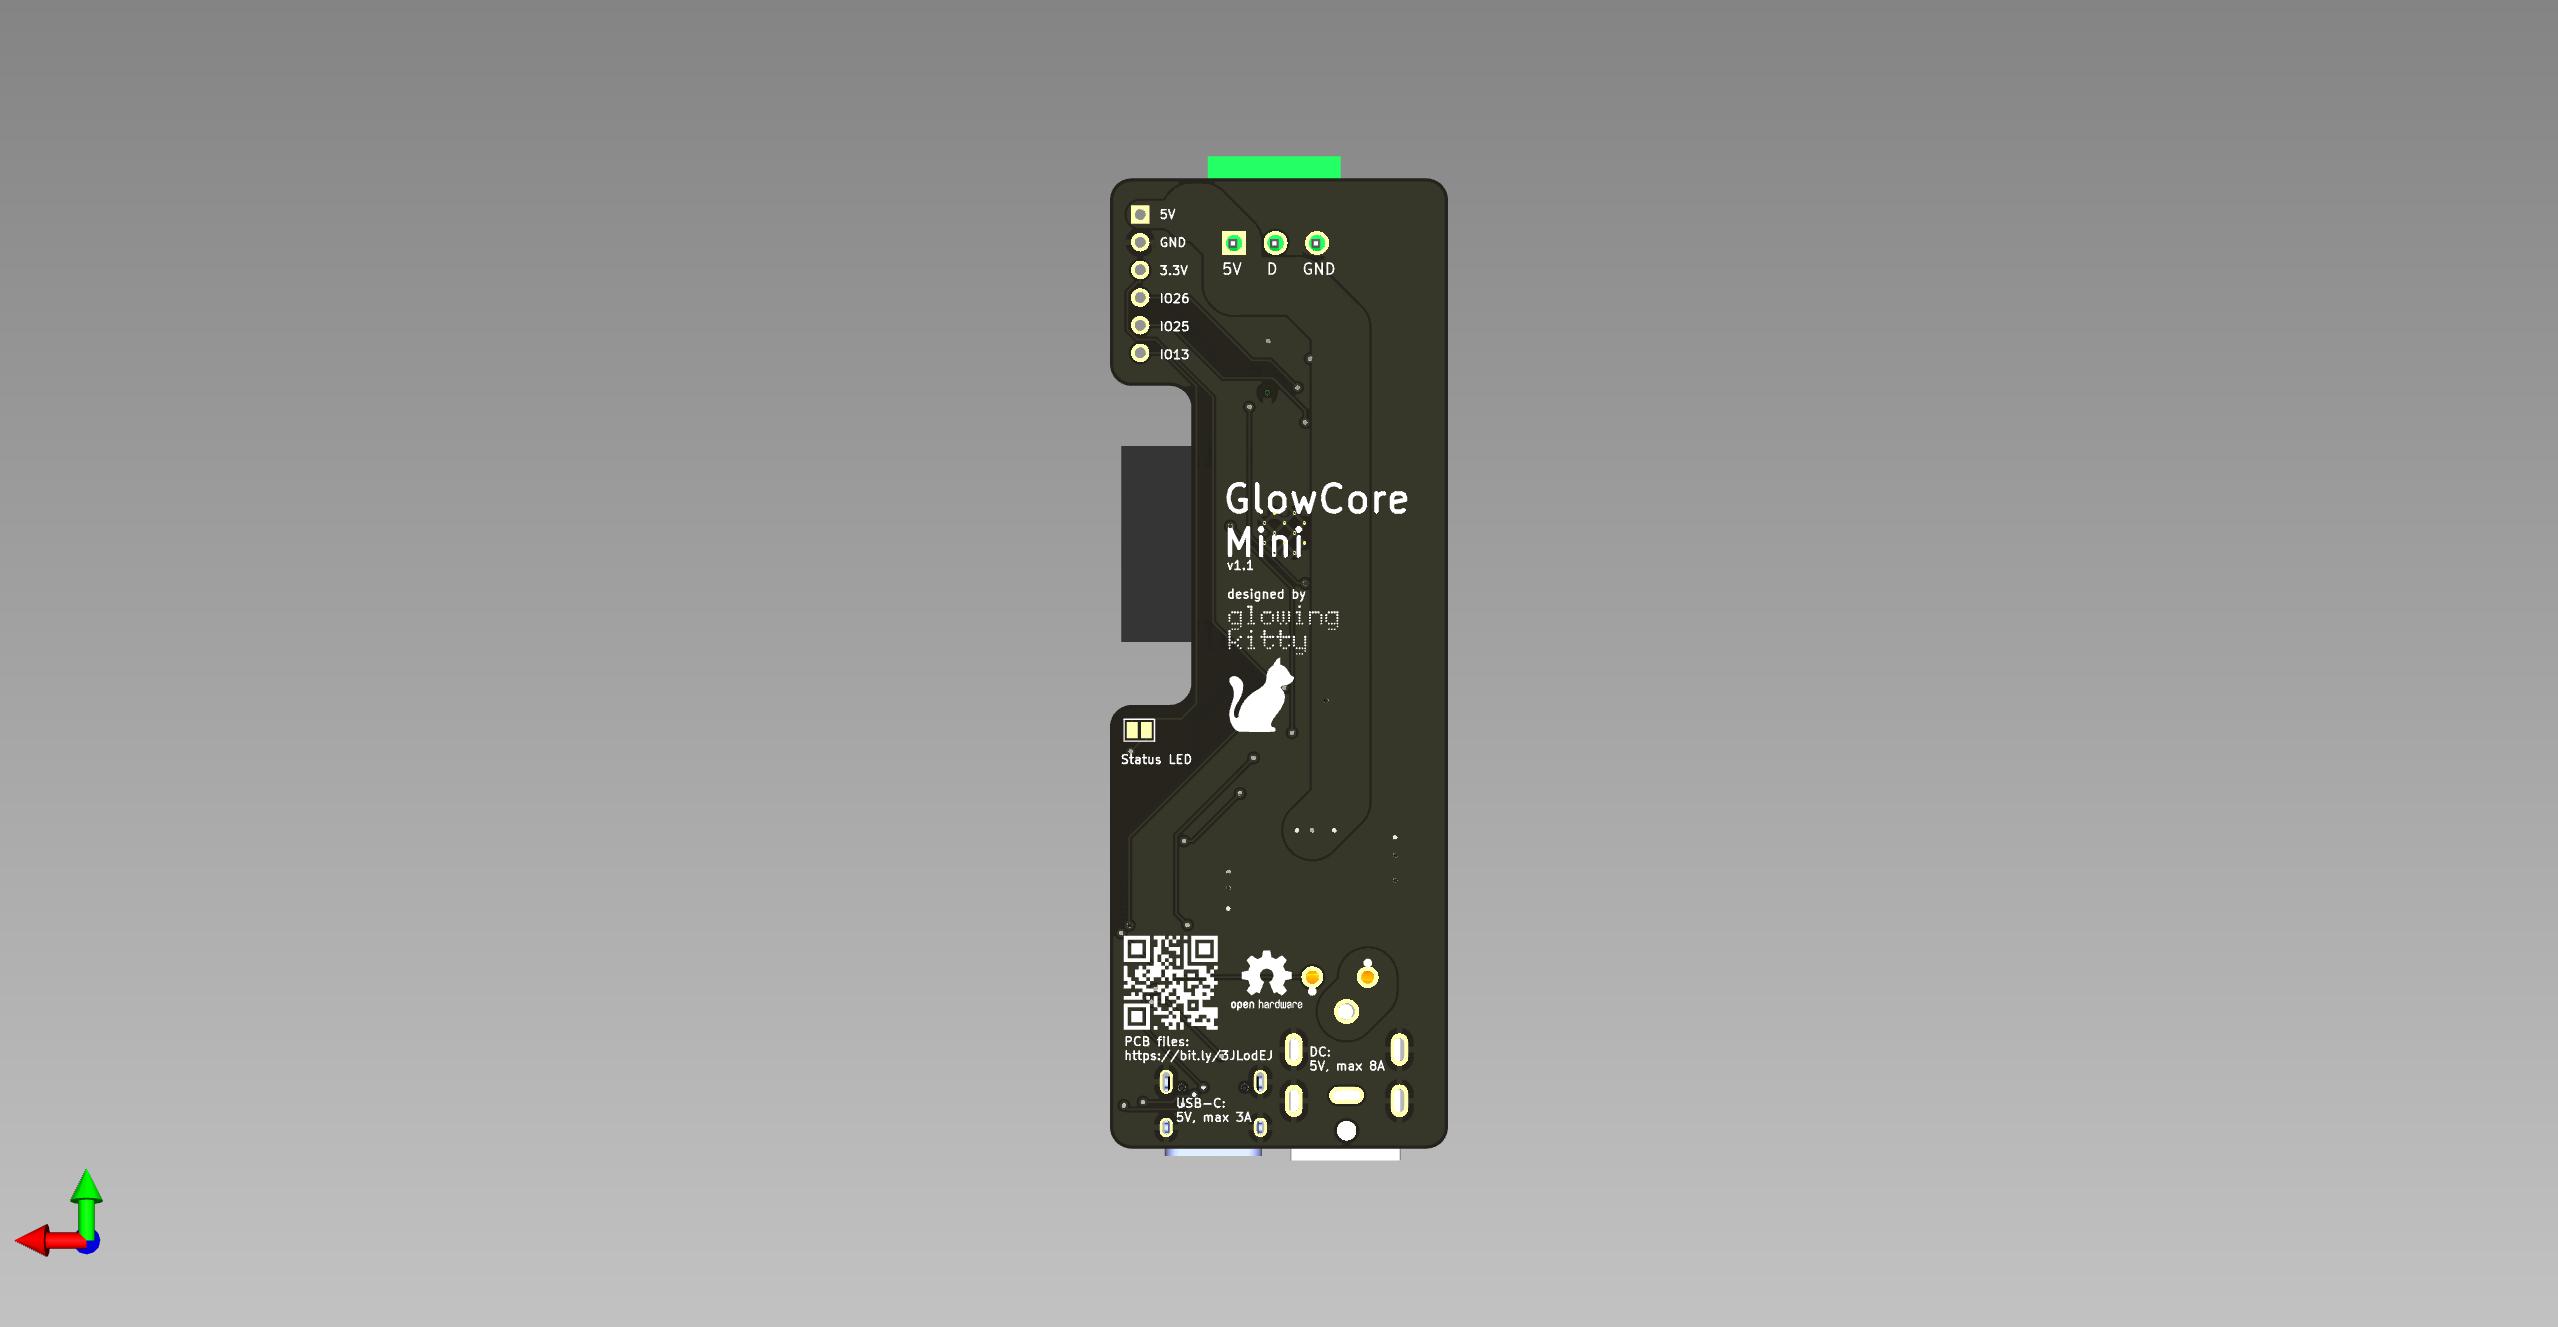 5V
GND
3.3V
IO26
IO25
IO13
5V D GND
GlowCore
Mini
v1.1
designed by
glowing
kitty
Status LED
open hardware
PCB files:
https://bit.ly/3JLodEJ
DC:
5V, max 8A
USB-C:
5V, max 3A